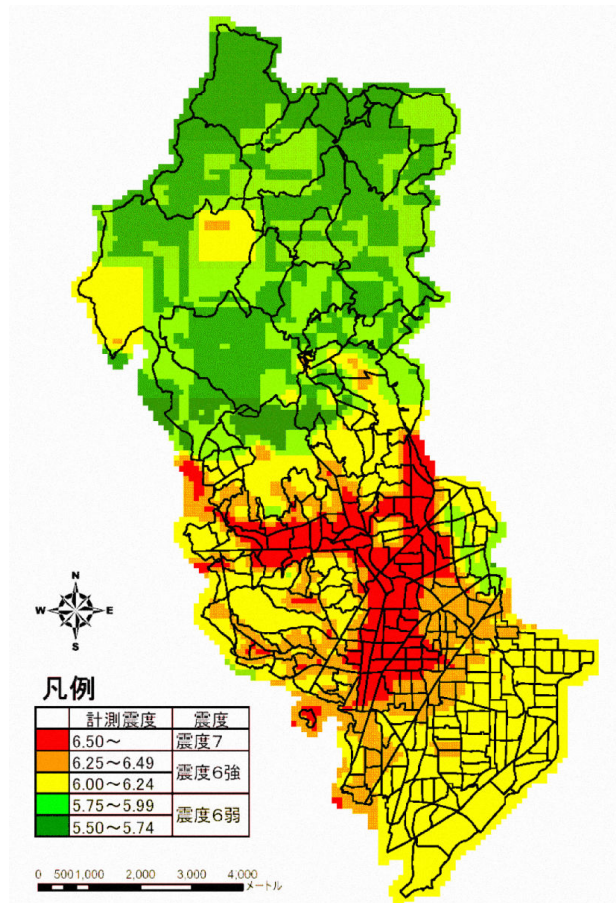 N
W E
S
凡例
計測震度 震度
6.50～ 震度7
6.25～6.49 震度6強
6.00～6.24
5.75～5.99 震度6弱
5.50～5.74
0 500 1,000 2,000 3,000 4,000
メートル